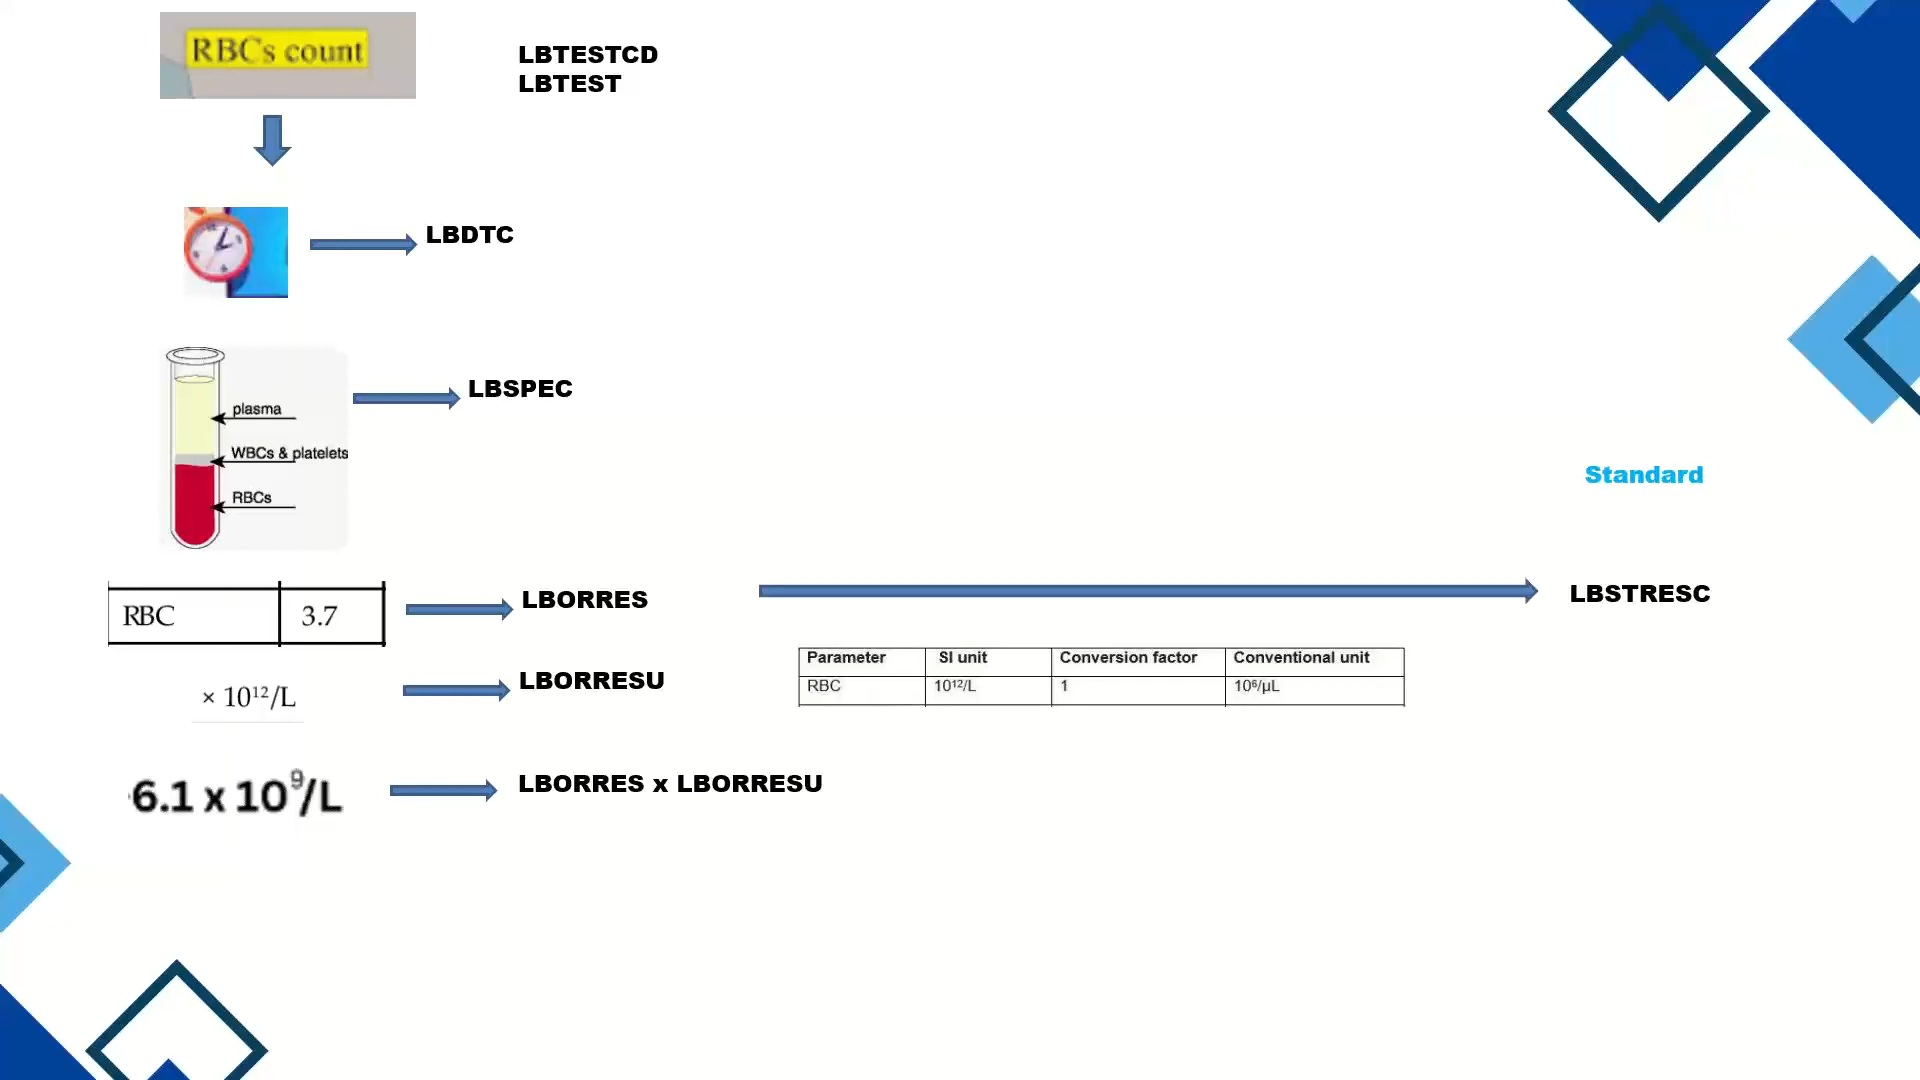 RBCs count
LBTESTCD
LBTEST
LBDTC
LBSPEC
plasma
WBCs & platelets
RBCs
Standard
RBC 3.7
LBORRES
LBSTRESC
× 10¹²/L
LBORRESU
Parameter SI unit Conversion factor Conventional unit
RBC 10¹²/L 1 10⁶/µL
6.1 x 10⁹/L
LBORRES x LBORRESU